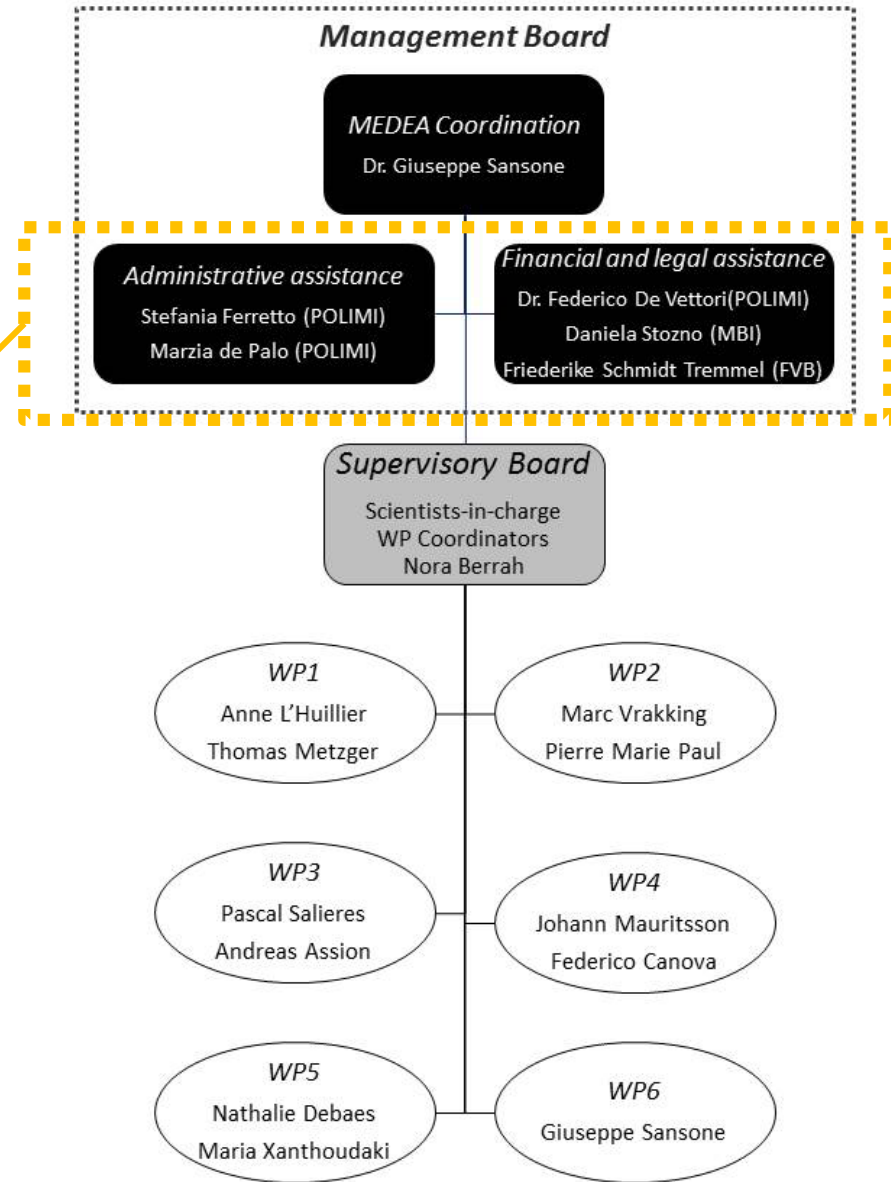 Management Board
MEDEA Coordination
Dr. Giuseppe Sansone
Administrative assistance
Stefania Ferretto (POLIMI)
Marzia de Palo (POLIMI)
Financial and legal assistance
Dr. Federico De Vettori(POLIMI)
Daniela Stozno (MBI)
Friederike Schmidt Tremmel (FVB)
Supervisory Board
Scientists-in-charge
WP Coordinators
Nora Berrah
WP1
Anne L'Huillier
Thomas Metzger
WP2
Marc Vrakking
Pierre Marie Paul
WP3
Pascal Salieres
Andreas Assion
WP4
Johann Mauritsson
Federico Canova
WP5
Nathalie Debaes
Maria Xanthoudaki
WP6
Giuseppe Sansone